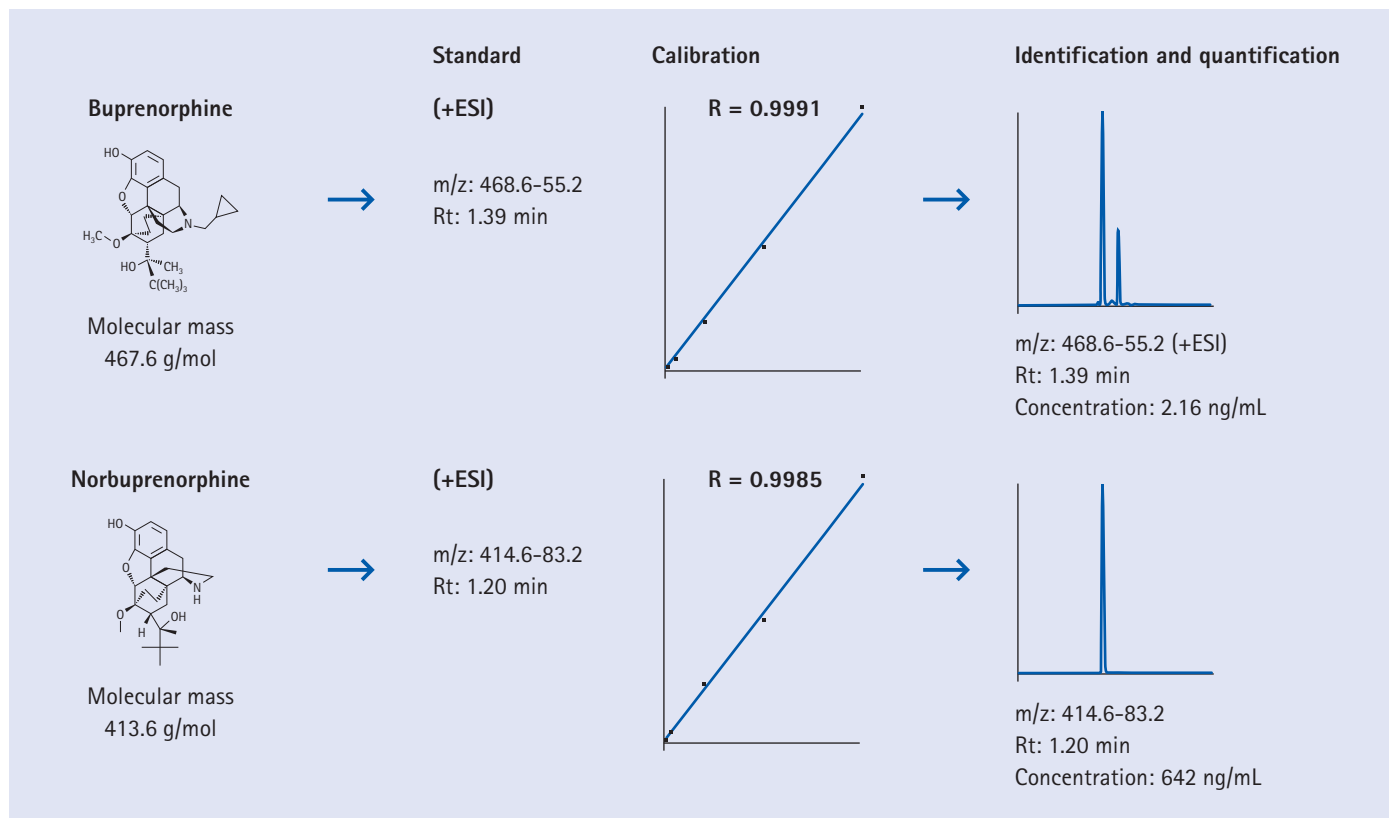 Standard
Calibration
Identification and quantification
Buprenorphine
(+ESI)
R = 0.9991
HO
O
N
H₃C
O
HO
CH₃
C(CH₃)₃
m/z: 468.6-55.2
Rt: 1.39 min
Molecular mass
467.6 g/mol
m/z: 468.6-55.2 (+ESI)
Rt: 1.39 min
Concentration: 2.16 ng/mL
Norbuprenorphine
(+ESI)
R = 0.9985
HO
O
N
H
O
OH
H
m/z: 414.6-83.2
Rt: 1.20 min
Molecular mass
413.6 g/mol
m/z: 414.6-83.2
Rt: 1.20 min
Concentration: 642 ng/mL